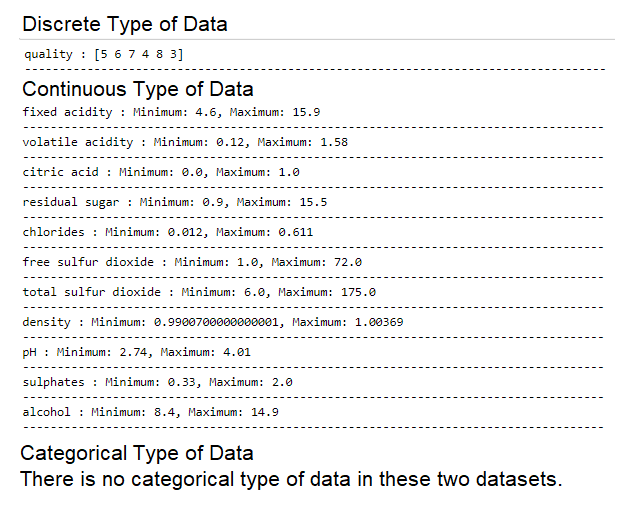 Discrete Type of Data
quality : [5 6 7 4 8 3]
Continuous Type of Data
fixed acidity : Minimum: 4.6, Maximum: 15.9
volatile acidity : Minimum: 0.12, Maximum: 1.58
citric acid : Minimum: 0.0, Maximum: 1.0
residual sugar : Minimum: 0.9, Maximum: 15.5
chlorides : Minimum: 0.012, Maximum: 0.611
free sulfur dioxide : Minimum: 1.0, Maximum: 72.0
total sulfur dioxide : Minimum: 6.0, Maximum: 175.0
density : Minimum: 0.9900700000000001, Maximum: 1.00369
pH : Minimum: 2.74, Maximum: 4.01
sulphates : Minimum: 0.33, Maximum: 2.0
alcohol : Minimum: 8.4, Maximum: 14.9
Categorical Type of Data
There is no categorical type of data in these two datasets.